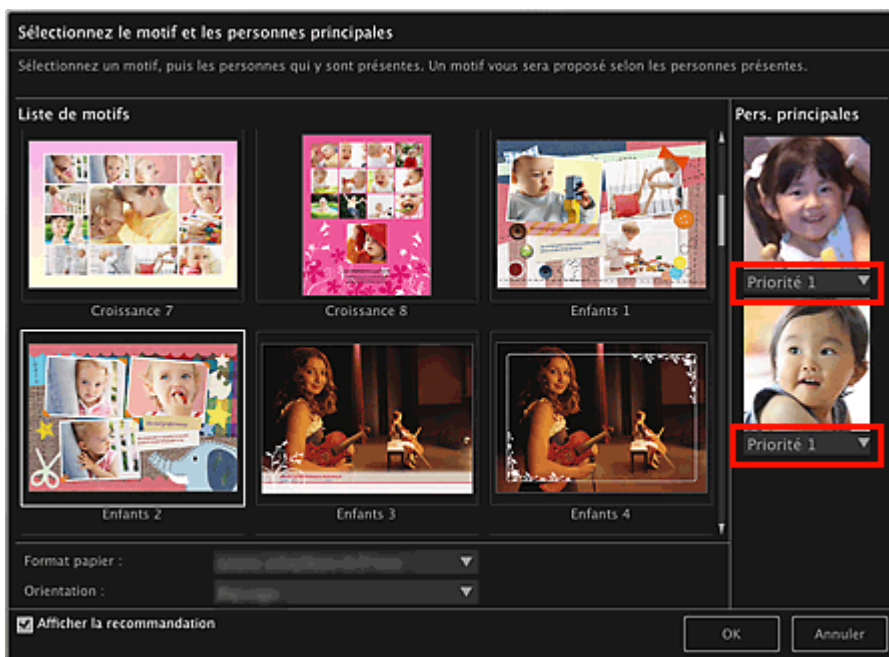 Sélectionnez le motif et les personnes principales
Sélectionnez un motif, puis les personnes qui y sont présentes. Un motif vous sera proposé selon les personnes présentes.
Liste de motifs
Pers. principales
Croissance 7
Croissance 8
Enfants 1
Priorité 1
Enfants 2
Enfants 3
Enfants 4
Priorité 1
Format papier :
Orientation :
Afficher la recommandation
OK
Annuler